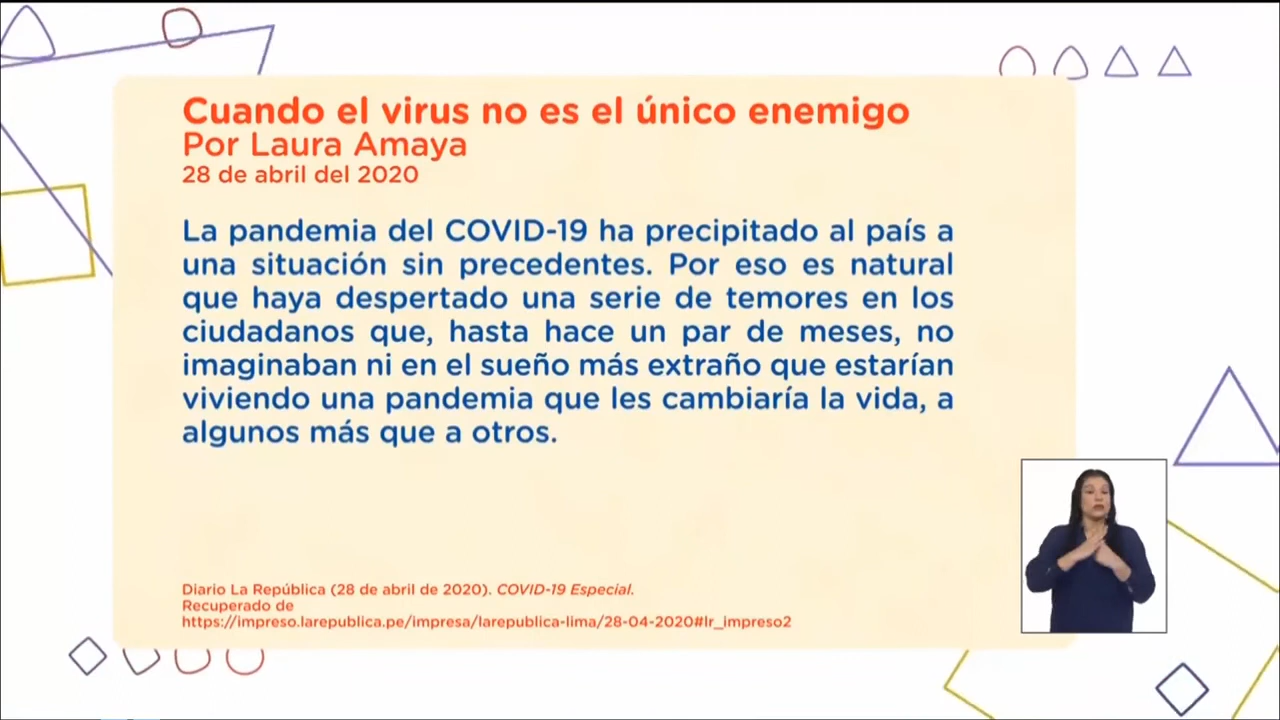 Cuando el virus no es el único enemigo
Por Laura Amaya
28 de abril del 2020
La pandemia del COVID-19 ha precipitado al país a
una situación sin precedentes. Por eso es natural
que haya despertado una serie de temores en los
ciudadanos que, hasta hace un par de meses, no
imaginaban ni en el sueño más extraño que estarían
viviendo una pandemia que les cambiaría la vida, a
algunos más que a otros.
Diario La República (28 de abril de 2020). COVID-19 Especial.
Recuperado de
https://impreso.larepublica.pe/impresa/larepublica-lima/28-04-2020#lr_impreso2